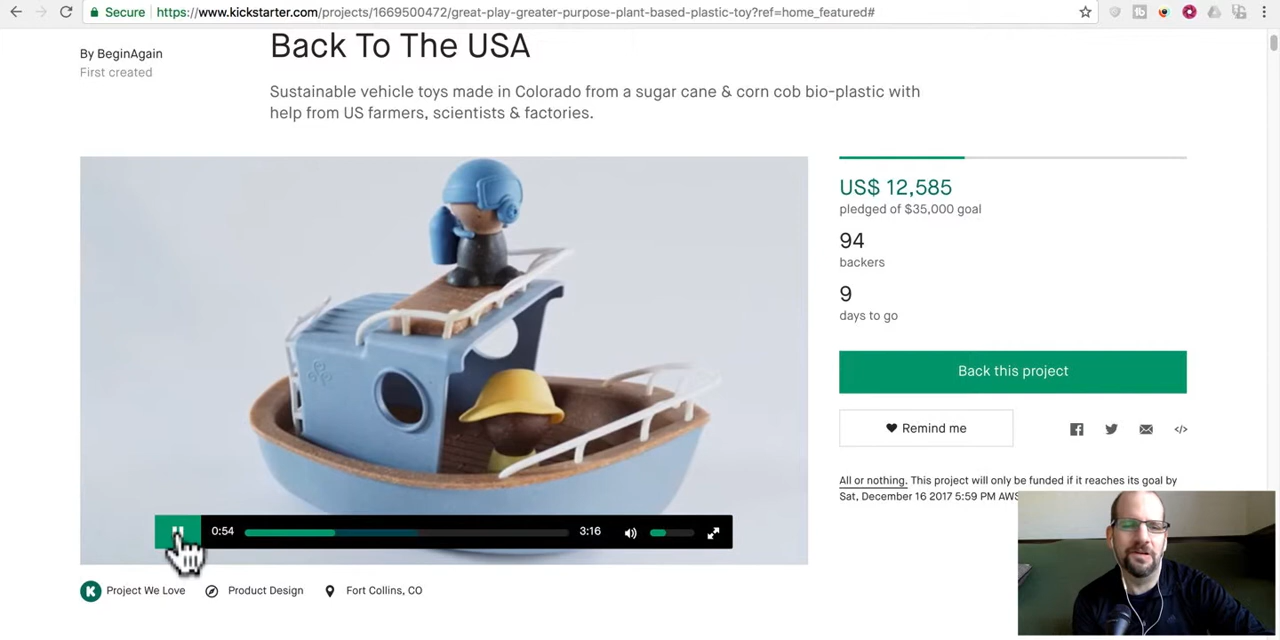 Secure
https://www.kickstarter.com/projects/1669500472/great-play-greater-purpose-plant-based-plastic-toy?ref=home_featured#
By BeginAgain
First created
Back To The USA
Sustainable vehicle toys made in Colorado from a sugar cane & corn cob bio-plastic with
help from US farmers, scientists & factories.
US$ 12,585
pledged of $35,000 goal
94
backers
9
days to go
Back this project
Remind me
All or nothing. This project will only be funded if it reaches its goal by
Sat, December 16 2017 5:59 PM AWS
0:54
3:16
Project We Love
Product Design
Fort Collins, CO